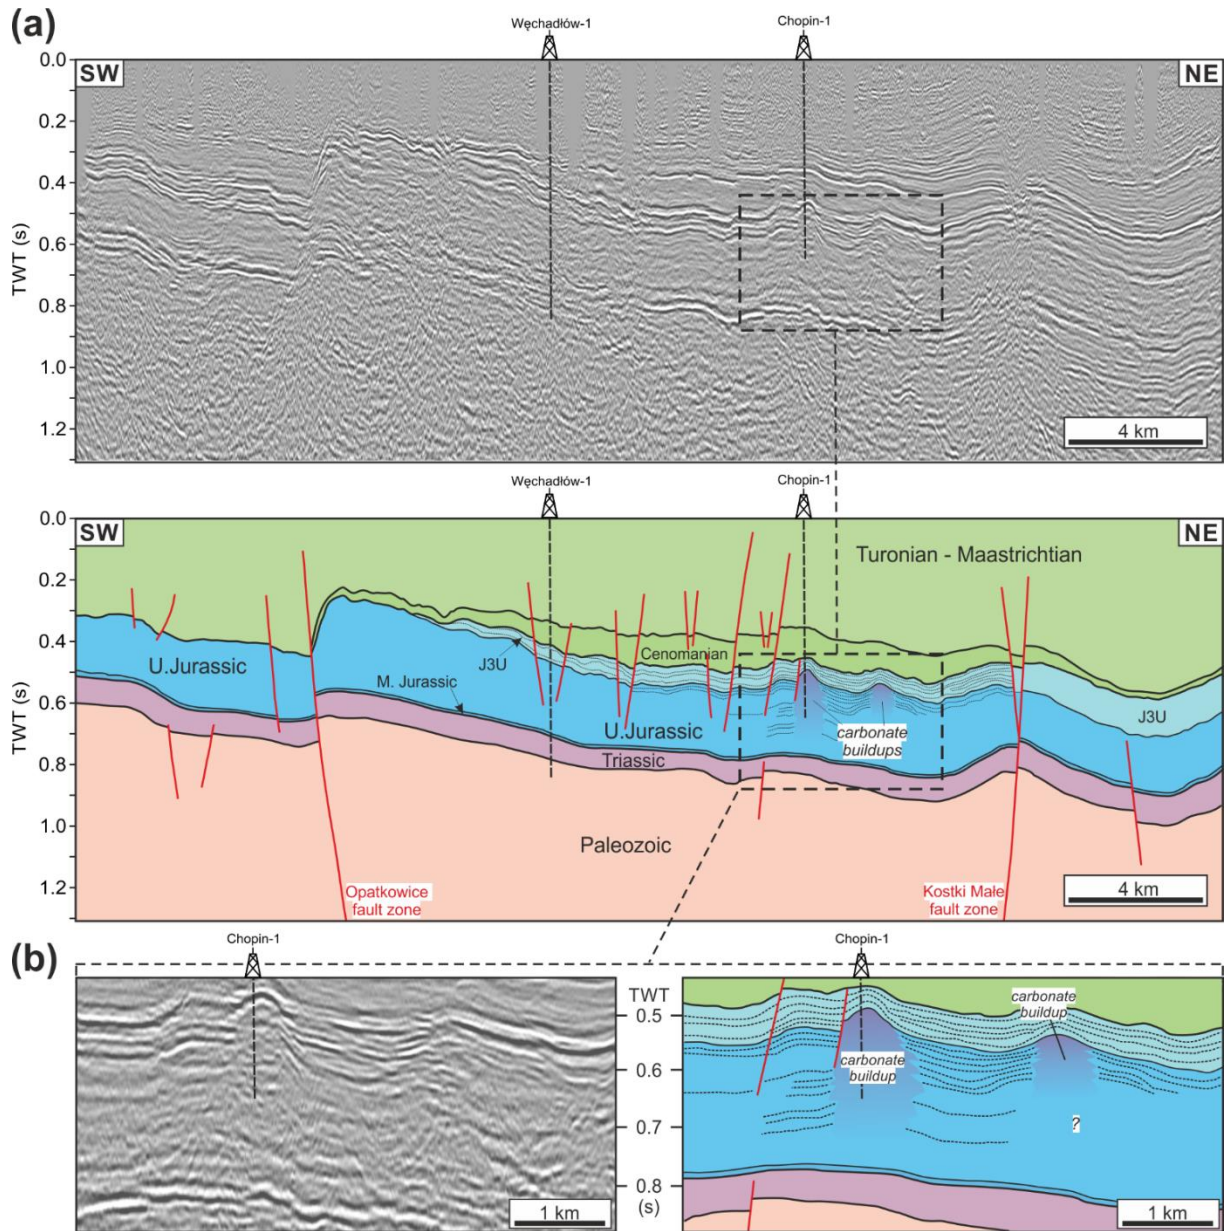 (a)
Węchadłów-1
Chopin-1
SW
NE
0.0
0.2
0.4
0.6
0.8
1.0
1.2
TWT (s)
4 km
Węchadłów-1
Chopin-1
SW
NE
0.0
0.2
0.4
0.6
0.8
1.0
1.2
TWT (s)
Turonian - Maastrichtian
Cenomanian
J3U
U.Jurassic
M. Jurassic
U.Jurassic
carbonate
buildups
J3U
Triassic
Paleozoic
Opatkowice
fault zone
Kostki Małe
fault zone
4 km
(b)
Chopin-1
Chopin-1
TWT
0.5
0.6
0.7
0.8
(s)
1 km
carbonate
buildup
carbonate
buildup
?
1 km